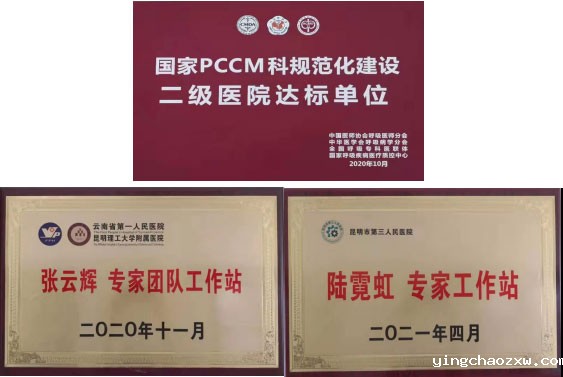 CMDA
国家PCCM科规范化建设
二级医院达标单位
中国医师协会呼吸医师分会
中华医学会呼吸病学分会
全国呼吸专科医联体
国家呼吸疾病医疗质控中心
2020年10月
云南省第一人民医院
昆明理工大学附属医院
张云辉 专家团队工作站
二〇二〇年十一月
昆明市第三人民医院
陆霓虹 专家工作站
二〇二一年四月
yingchaozw.com